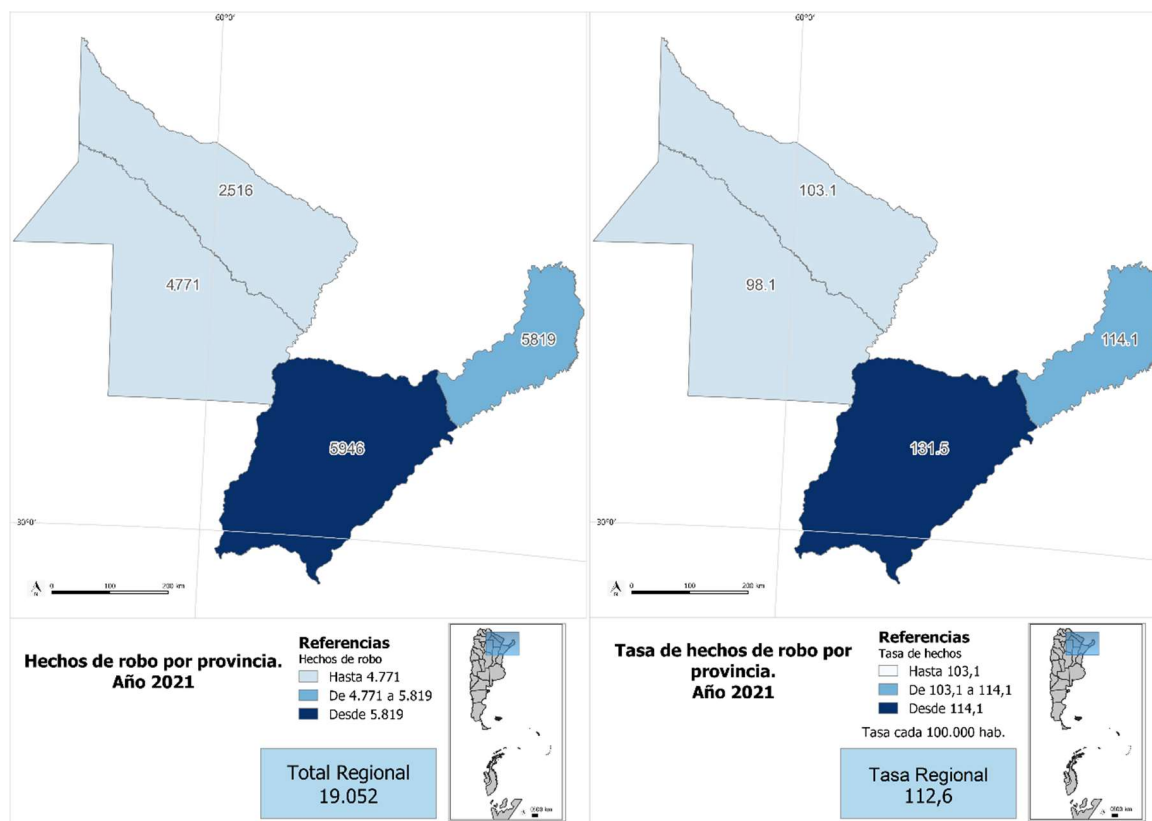 60°0'
2516
4771
5819
5946
30°0'
N
0 100 200 km
Hechos de robo por provincia.
Año 2021
Referencias
Hechos de robo
Hasta 4.771
De 4.771 a 5.819
Desde 5.819
Total Regional
19.052
60°0'
103.1
98.1
114.1
131.5
30°0'
N
0 100 200 km
Tasa de hechos de robo por
provincia.
Año 2021
Referencias
Tasa de hechos
Hasta 103,1
De 103,1 a 114,1
Desde 114,1
Tasa cada 100.000 hab.
Tasa Regional
112,6